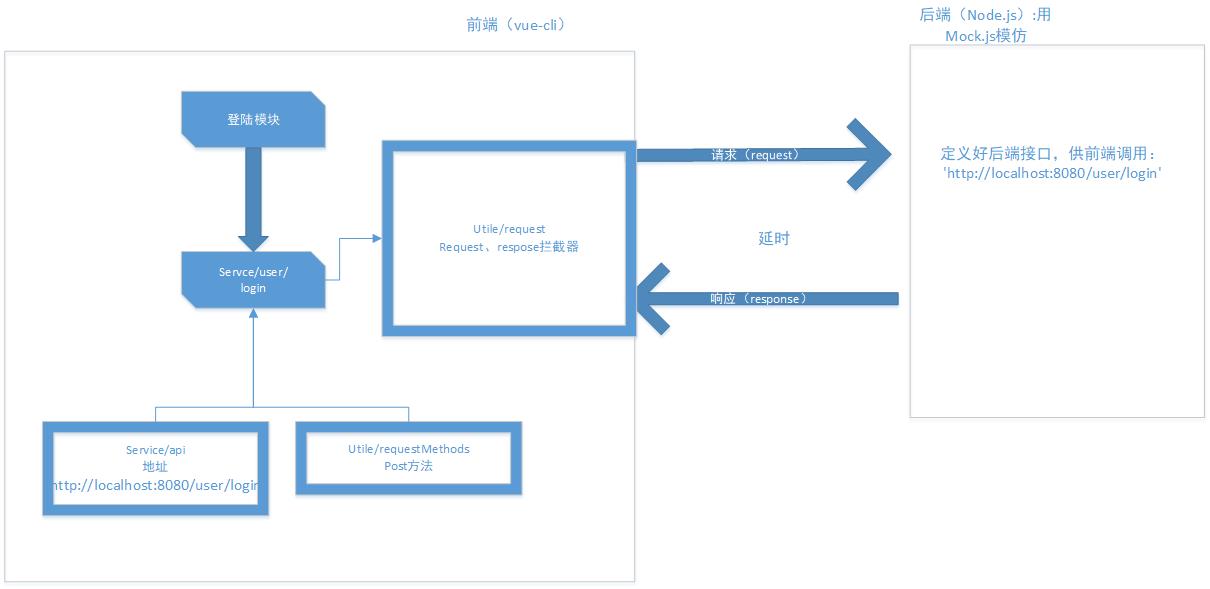 前端（vue-cli）
后端（Node.js）:用
Mock.js模仿
登陆模块
Servce/user/
login
Utile/request
Request、respose拦截器
请求（request）
延时
响应（response）
定义好后端接口，供前端调用：
'http://localhost:8080/user/login'
Service/api
地址
http://localhost:8080/user/login
Utile/requestMethods
Post方法